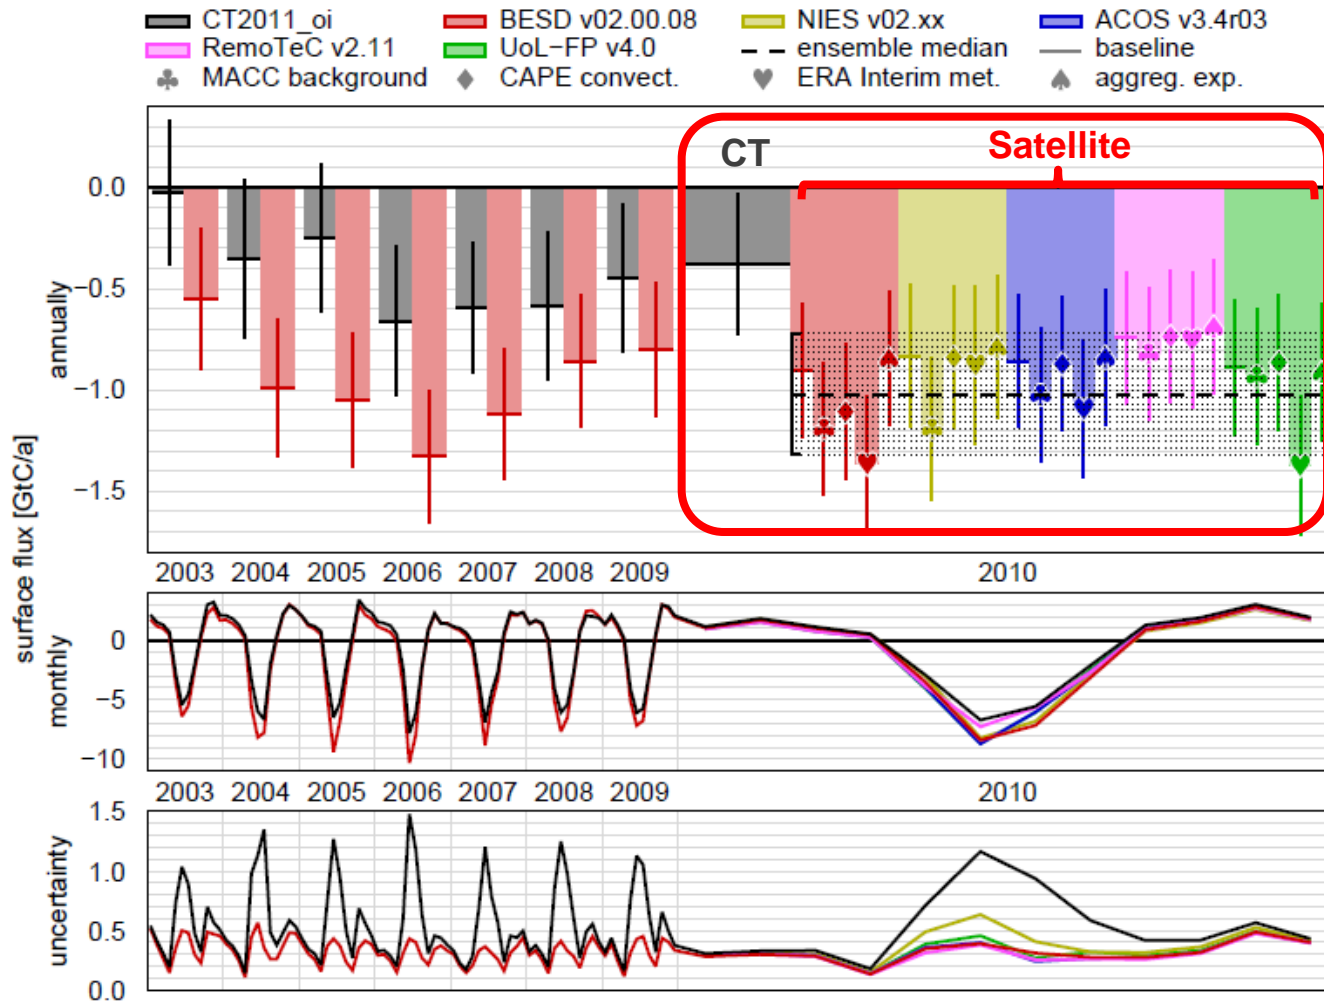 CT2011_oi BESD v02.00.08 NIES v02.xx ACOS v3.4r03
RemoTeC v2.11 UoL−FP v4.0 ensemble median baseline
MACC background CAPE convect. ERA Interim met. aggreg. exp.
CT Satellite
surface flux [GtC/a]
annually
0.0
−0.5
−1.0
−1.5
2003 2004 2005 2006 2007 2008 2009 2010
monthly
0
−5
−10
2003 2004 2005 2006 2007 2008 2009 2010
uncertainty
1.5
1.0
0.5
0.0